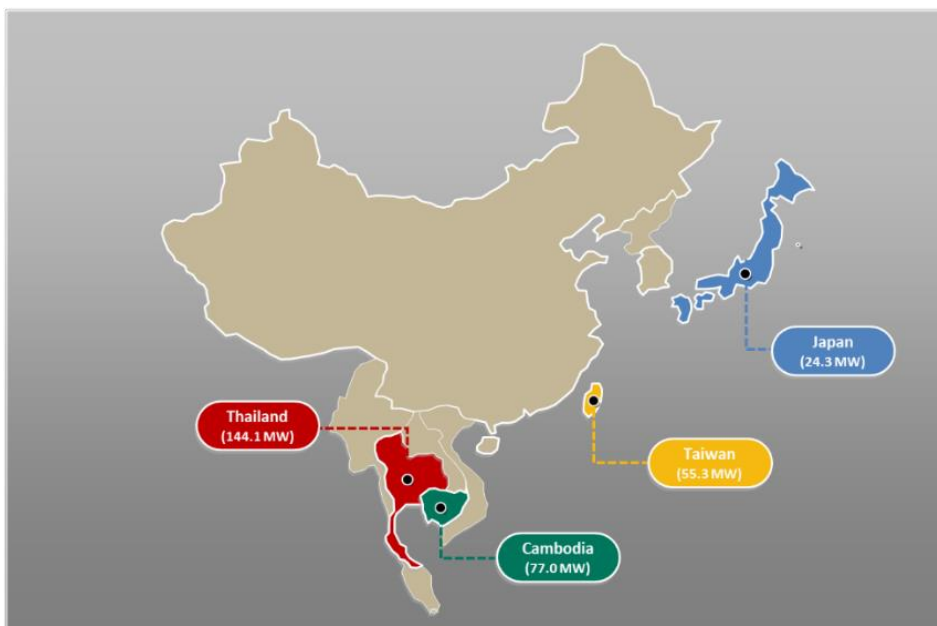 Japan
(24.3 MW)
Thailand
(144.1 MW)
Taiwan
(55.3 MW)
Cambodia
(77.0 MW)